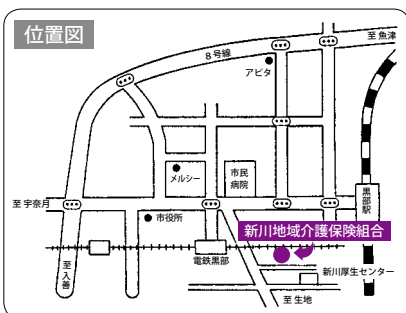 位置図
至魚津
8号線
アピタ
メルシー
市民
病院
黒部駅
至宇奈月
市役所
新川地域介護保険組合
電鉄黒部
新川厚生センター
至入善
至生地